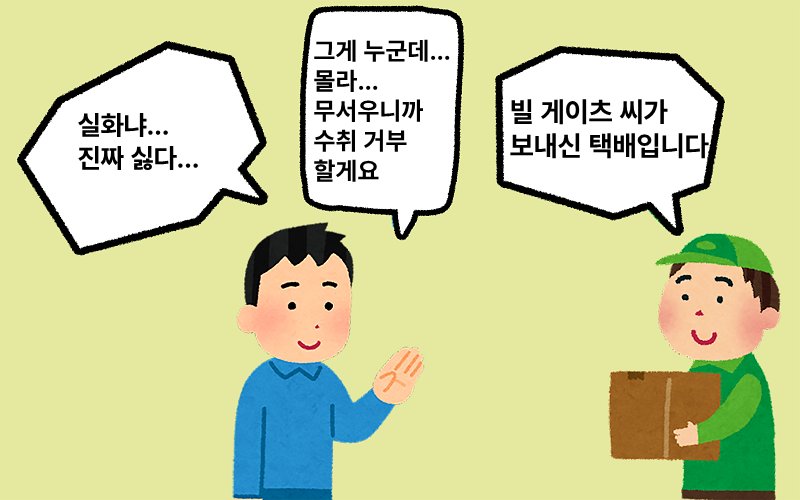 실화냐...
진짜 싫다...
그게 누군데...
몰라...
무서우니까
수취 거부
할게요
빌 게이츠 씨가
보내신 택배입니다